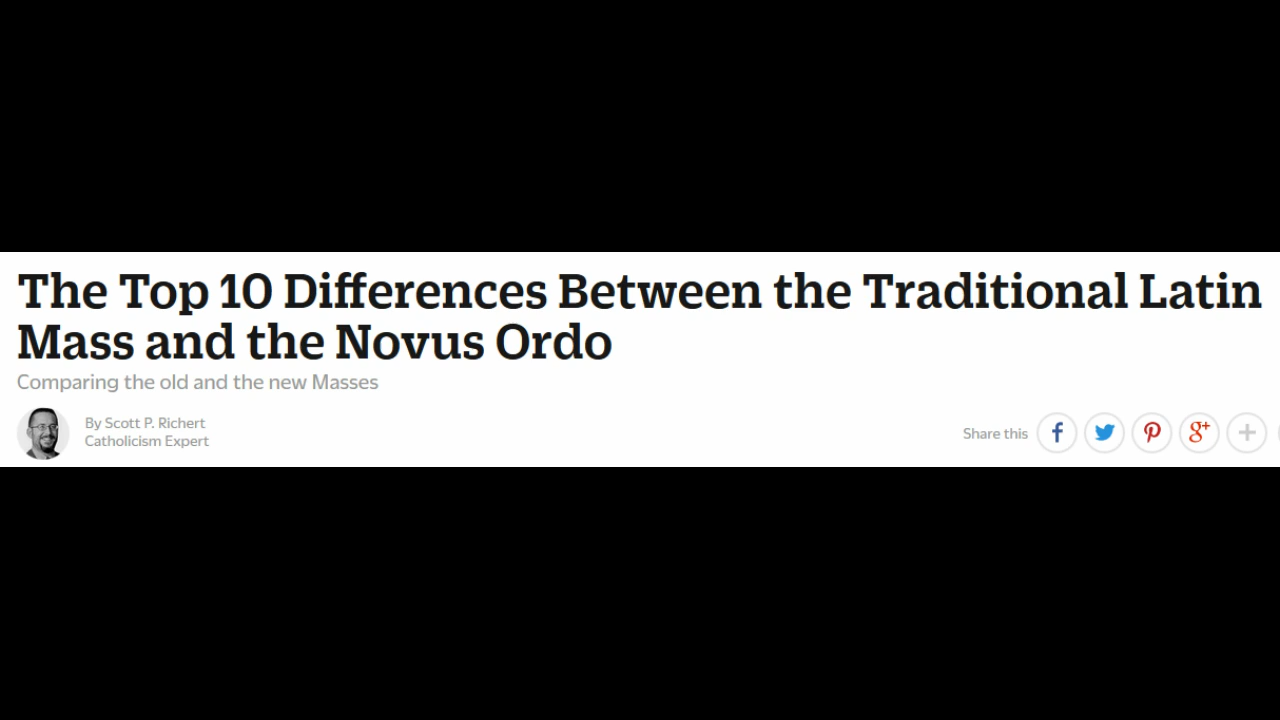 The Top 10 Differences Between the Traditional Latin
Mass and the Novus Ordo
Comparing the old and the new Masses
By Scott P. Richert
Catholicism Expert
Share this